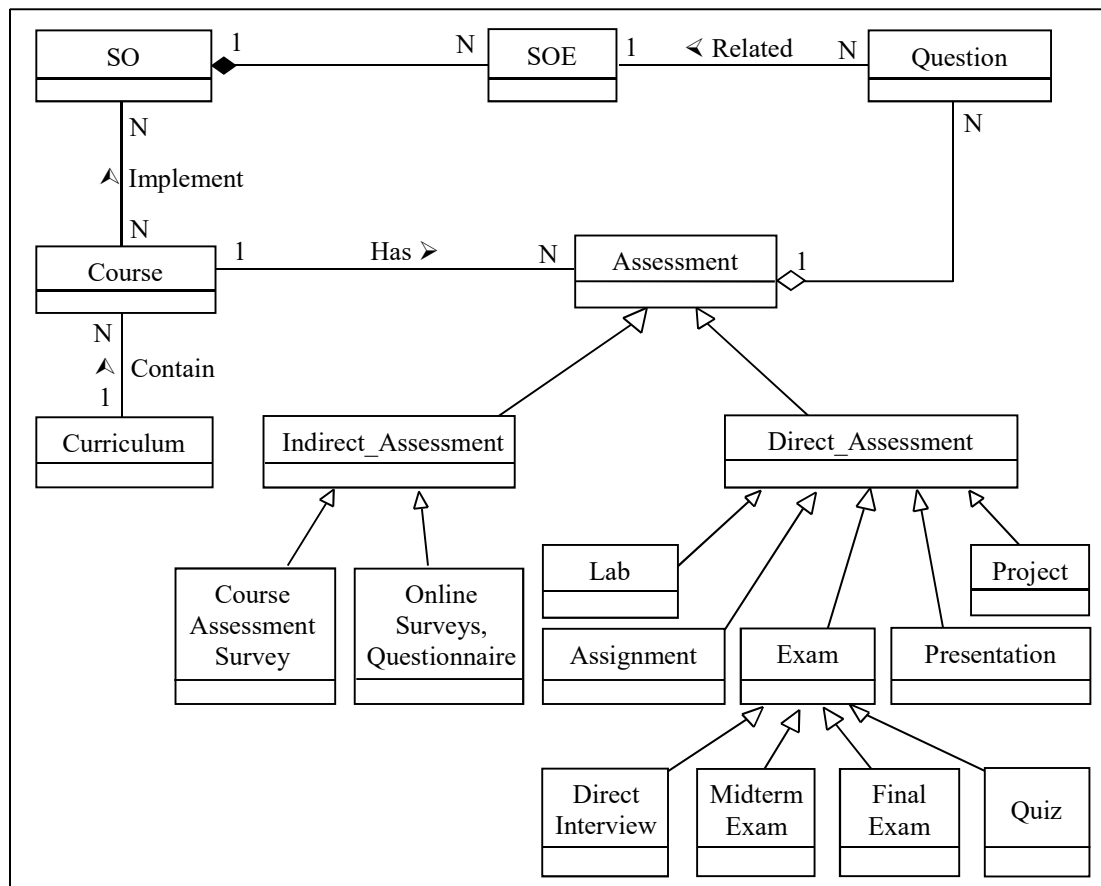 SO
1
N
SOE
1
⮜ Related
N
Question
N
N
⮝ Implement
N
Course
1
Has ⮞
N
Assessment
1
N
⮝ Contain
1
Curriculum
Indirect_Assessment
Direct_Assessment
Course
Assessment
Survey
Online
Surveys,
Questionnaire
Lab
Project
Assignment
Exam
Presentation
Direct
Interview
Midterm
Exam
Final
Exam
Quiz